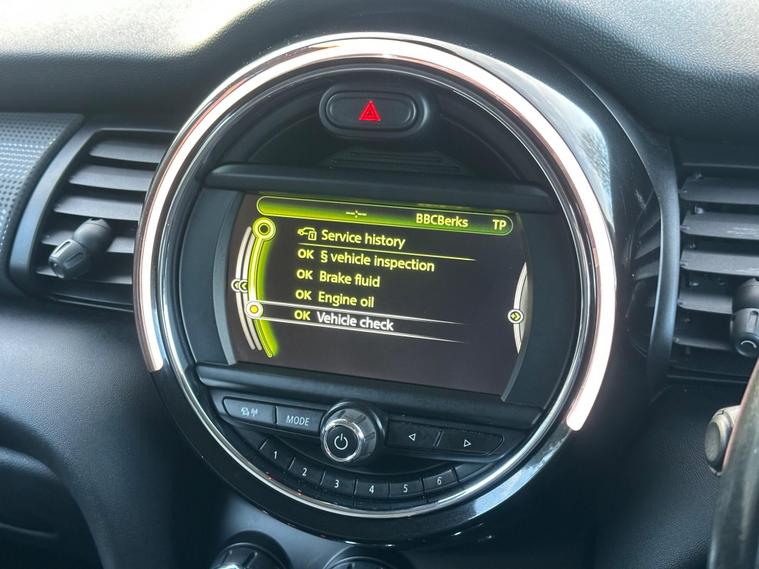 --:-- BBCBerks TP
Service history
OK § vehicle inspection
OK Brake fluid
OK Engine oil
OK Vehicle check
MODE
1 2 3 4 5 6